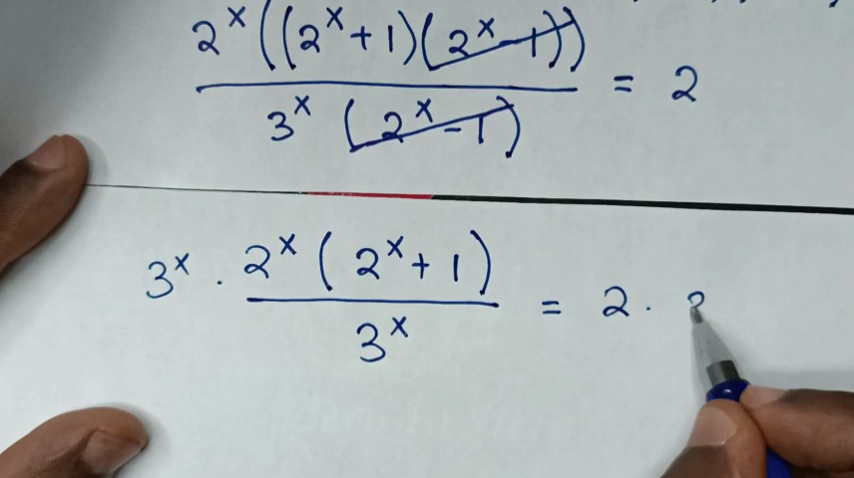 2^x((2^x+1)(2^x-1))
3^x (2^x-1)
= 2
3^x · 2^x(2^x+1)
3^x
= 2 ·